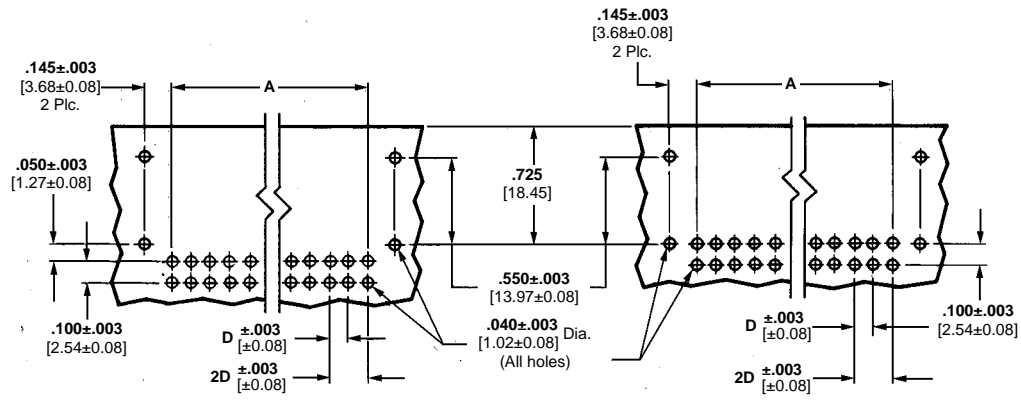 .145±.003
[3.68±0.08]
2 Plc.
A
.050±.003
[1.27±0.08]
.100±.003
[2.54±0.08]
D ±.003
[±0.08]
2D ±.003
[±0.08]
.725
[18.45]
.550±.003
[13.97±0.08]
.040±.003 Dia.
[1.02±0.08]
(All holes)
.145±.003
[3.68±0.08]
2 Plc.
A
D ±.003
[±0.08]
2D ±.003
[±0.08]
.100±.003
[2.54±0.08]